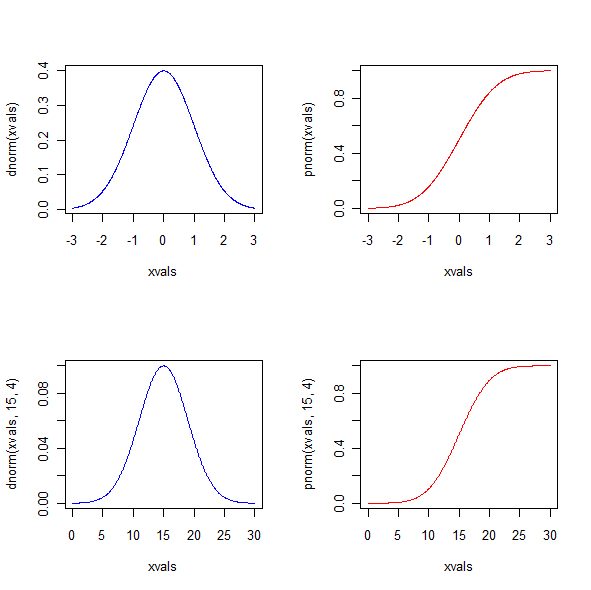 dnorm(xvals)
0.0 0.1 0.2 0.3 0.4
-3 -2 -1 0 1 2 3
xvals
pnorm(xvals)
0.0 0.4 0.8
-3 -2 -1 0 1 2 3
xvals
dnorm(xvals, 15, 4)
0.00 0.04 0.08
0 5 10 15 20 25 30
xvals
pnorm(xvals, 15, 4)
0.0 0.4 0.8
0 5 10 15 20 25 30
xvals